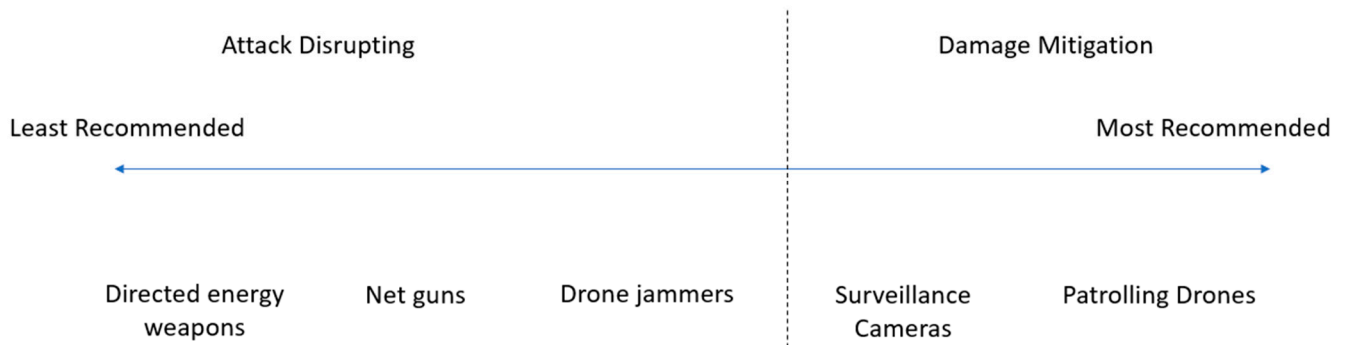 Attack Disrupting
Damage Mitigation
Least Recommended
Most Recommended
Directed energy
weapons
Net guns
Drone jammers
Surveillance
Cameras
Patrolling Drones